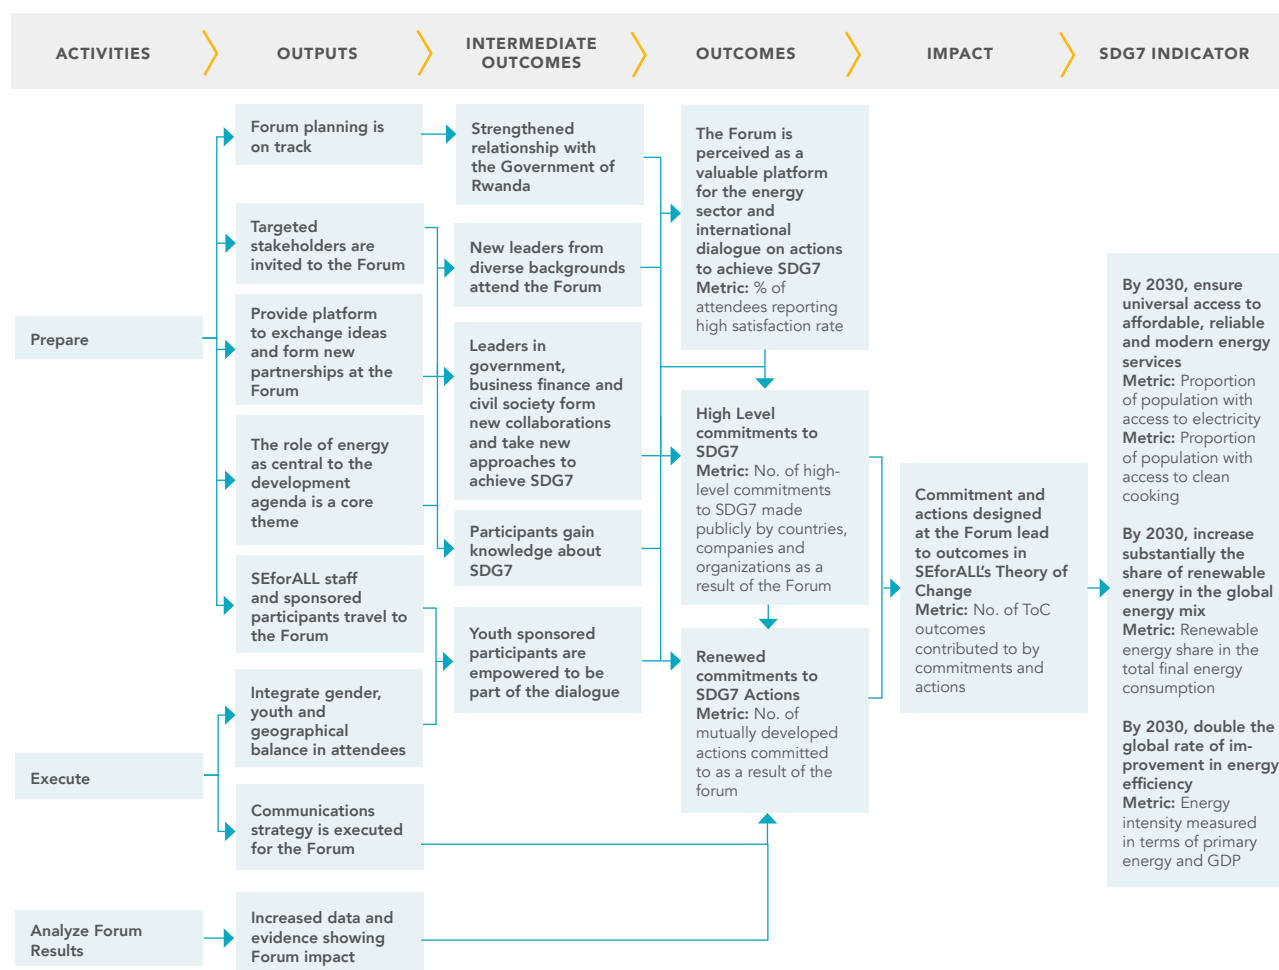 ACTIVITIES
OUTPUTS
INTERMEDIATE
OUTCOMES
OUTCOMES
IMPACT
SDG7 INDICATOR
Prepare
Execute
Analyze Forum
Results
Forum planning is
on track
Targeted
stakeholders are
invited to the Forum
Provide platform
to exchange ideas
and form new
partnerships at the
Forum
The role of energy
as central to the
development
agenda is a core
theme
SEforALL staff
and sponsored
participants travel to
the Forum
Integrate gender,
youth and
geographical
balance in attendees
Communications
strategy is executed
for the Forum
Increased data and
evidence showing
Forum impact
Strengthened
relationship with
the Government of
Rwanda
New leaders from
diverse backgrounds
attend the Forum
Leaders in
government,
business finance and
civil society form
new collaborations
and take new
approaches to
achieve SDG7
Participants gain
knowledge about
SDG7
Youth sponsored
participants are
empowered to be
part of the dialogue
The Forum is
perceived as a
valuable platform
for the energy
sector and
international
dialogue on actions
to achieve SDG7
Metric: % of
attendees reporting
high satisfaction rate
High Level
commitments to
SDG7
Metric: No. of high-
level commitments
to SDG7 made
publicly by countries,
companies and
organizations as a
result of the Forum
Renewed
commitments to
SDG7 Actions
Metric: No. of
mutually developed
actions committed
to as a result of the
forum
Commitment and
actions designed
at the Forum lead
to outcomes in
SEforALL's Theory of
Change
Metric: No. of ToC
outcomes
contributed to by
commitments and
actions
By 2030, ensure
universal access to
affordable, reliable
and modern energy
services
Metric: Proportion
of population with
access to electricity
Metric: Proportion
of population with
access to clean
cooking
By 2030, increase
substantially the
share of renewable
energy in the global
energy mix
Metric: Renewable
energy share in the
total final energy
consumption
By 2030, double the
global rate of im-
provement in energy
efficiency
Metric: Energy
intensity measured
in terms of primary
energy and GDP